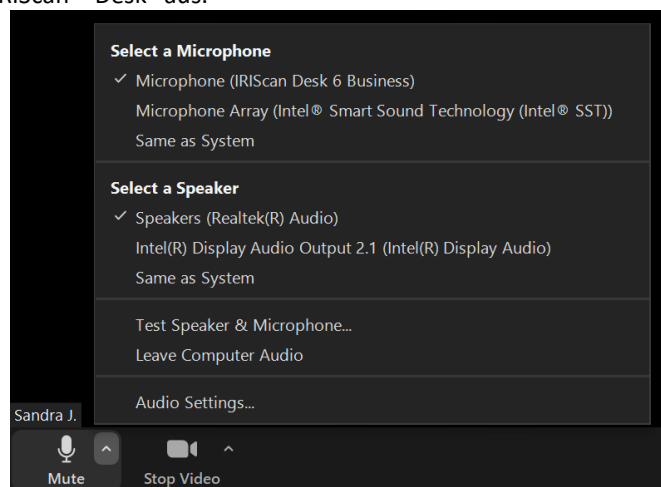 Desk aus.
Select a Microphone
✓ Microphone (IRIScan Desk 6 Business)
Microphone Array (Intel® Smart Sound Technology (Intel® SST))
Same as System
Select a Speaker
✓ Speakers (Realtek(R) Audio)
Intel(R) Display Audio Output 2.1 (Intel(R) Display Audio)
Same as System
Test Speaker & Microphone...
Leave Computer Audio
Audio Settings...
Sandra J.
Mute Stop Video